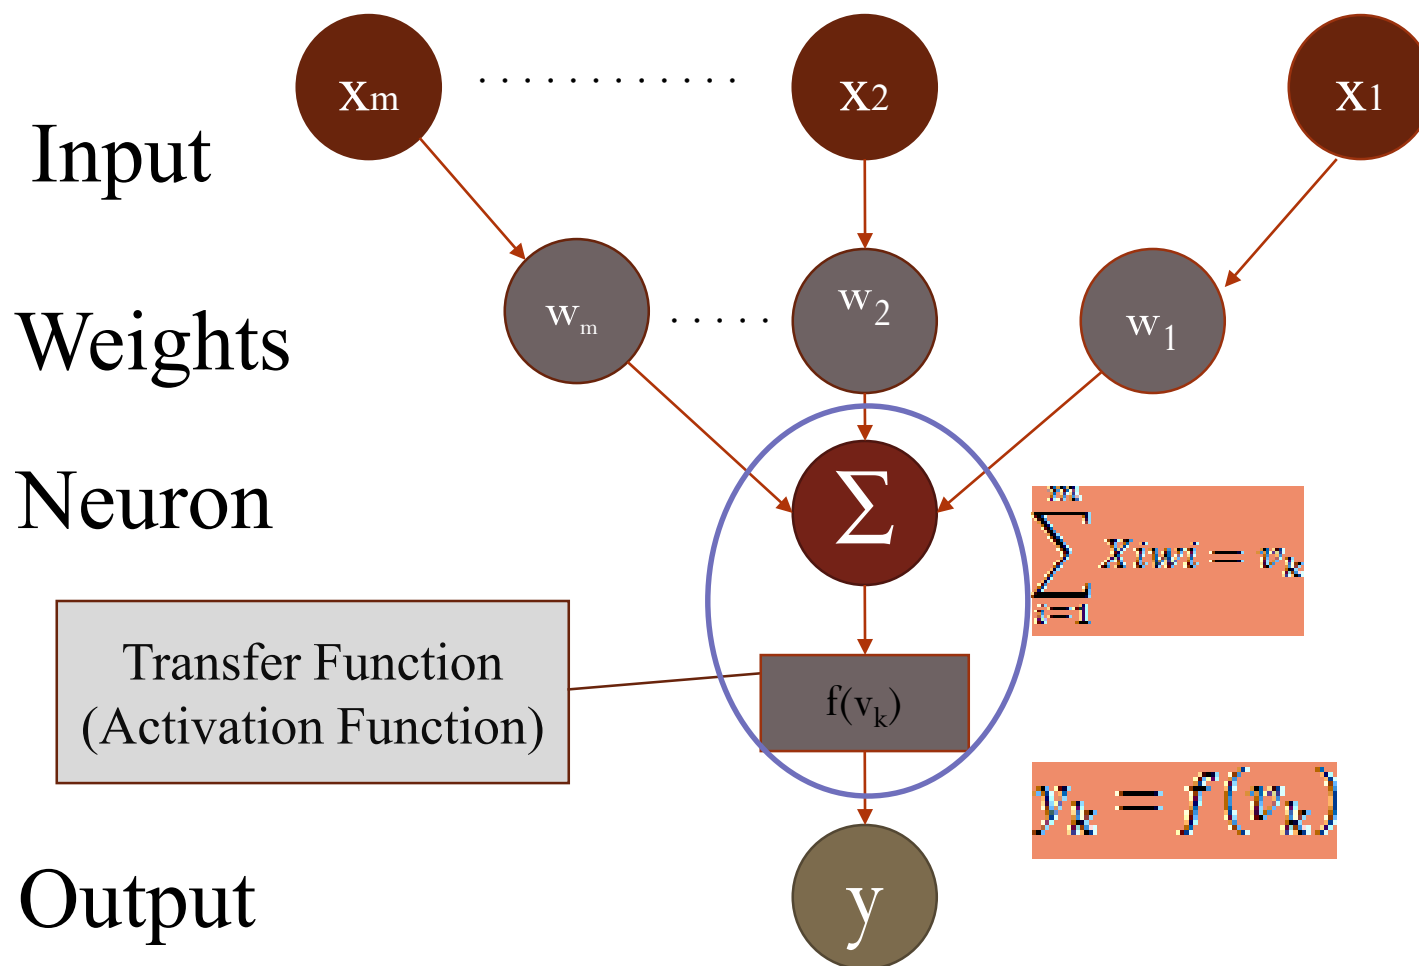 xm ............ x2 x1
Input
wm ..... w2 w1
Weights
Neuron
∑
m
∑ Xiwi = vk
i=1
Transfer Function
(Activation Function)
f(vk)
yk = f(vk)
Output
y